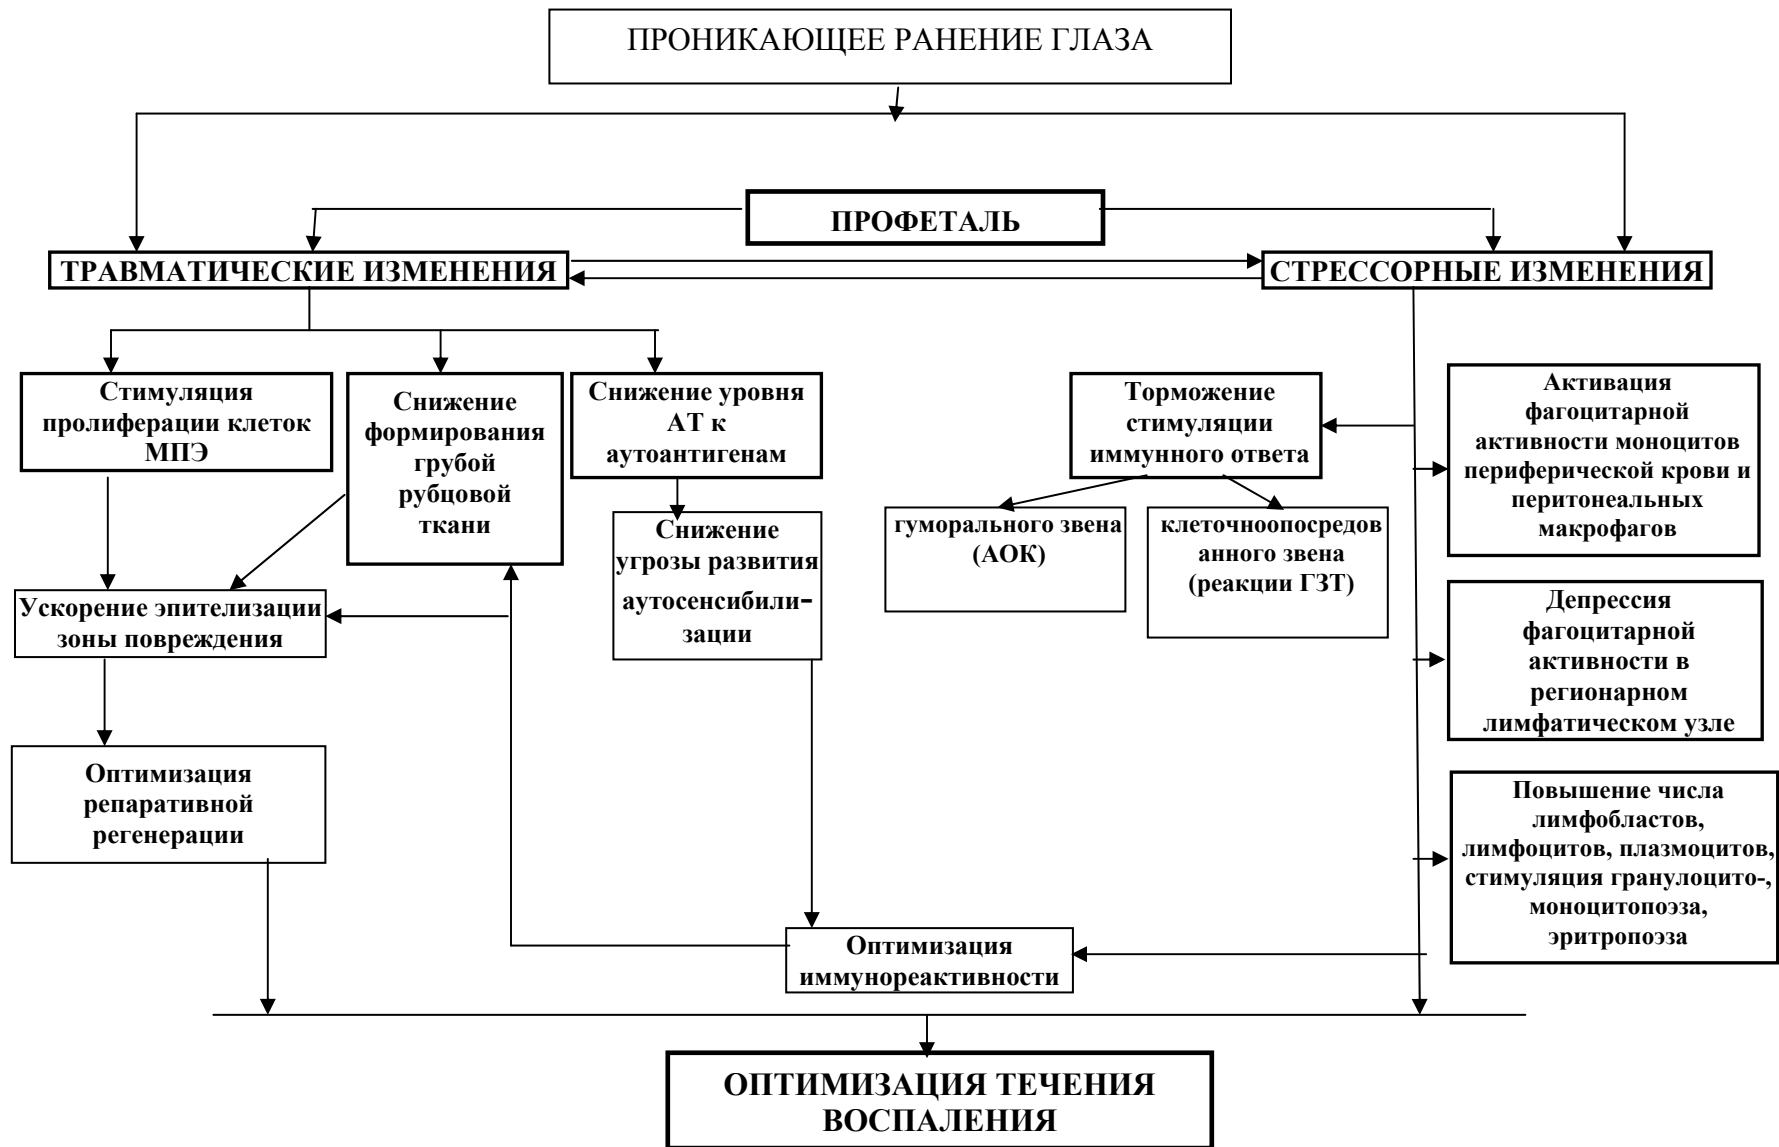 ПРОНИКАЮЩЕЕ РАНЕНИЕ ГЛАЗА
ПРОФЕТАЛЬ
ТРАВМАТИЧЕСКИЕ ИЗМЕНЕНИЯ
СТРЕССОРНЫЕ ИЗМЕНЕНИЯ
Стимуляция
пролиферации клеток
МПЭ
Снижение
формирования
грубой
рубцовой
ткани
Снижение уровня
АТ к
аутоантигенам
Торможение
стимуляции
иммунного ответа
Активация
фагоцитарной
активности моноцитов
периферической крови и
перитонеальных
макрофагов
Снижение
угрозы развития
аутосенсибили-
зации
гуморального звена
(АОК)
клеточноопосредов
анного звена
(реакции ГЗТ)
Ускорение эпителизации
зоны повреждения
Депрессия
фагоцитарной
активности в
регионарном
лимфатическом узле
Оптимизация
репаративной
регенерации
Повышение числа
лимфобластов,
лимфоцитов, плазмоцитов,
стимуляция гранулоцито-,
моноцитопоэза,
эритропоэза
Оптимизация
иммунореактивности
ОПТИМИЗАЦИЯ ТЕЧЕНИЯ
ВОСПАЛЕНИЯ